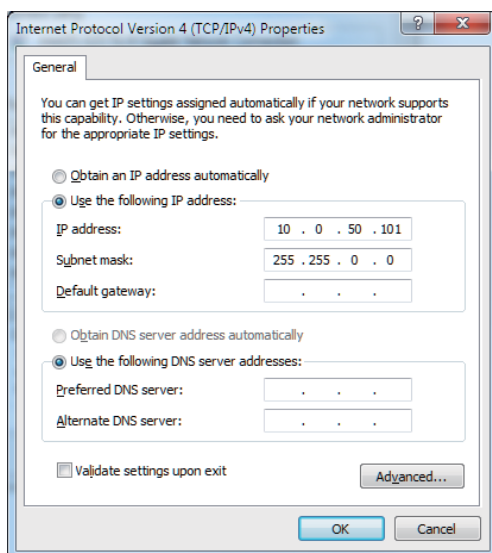 Internet Protocol Version 4 (TCP/IPv4) Properties
?
X
General
You can get IP settings assigned automatically if your network supports
this capability. Otherwise, you need to ask your network administrator
for the appropriate IP settings.
Obtain an IP address automatically
Use the following IP address:
IP address: 10 . 0 . 50 . 101
Subnet mask: 255 . 255 . 0 . 0
Default gateway: . . .
Obtain DNS server address automatically
Use the following DNS server addresses:
Preferred DNS server: . . .
Alternate DNS server: . . .
Validate settings upon exit
Advanced...
OK Cancel